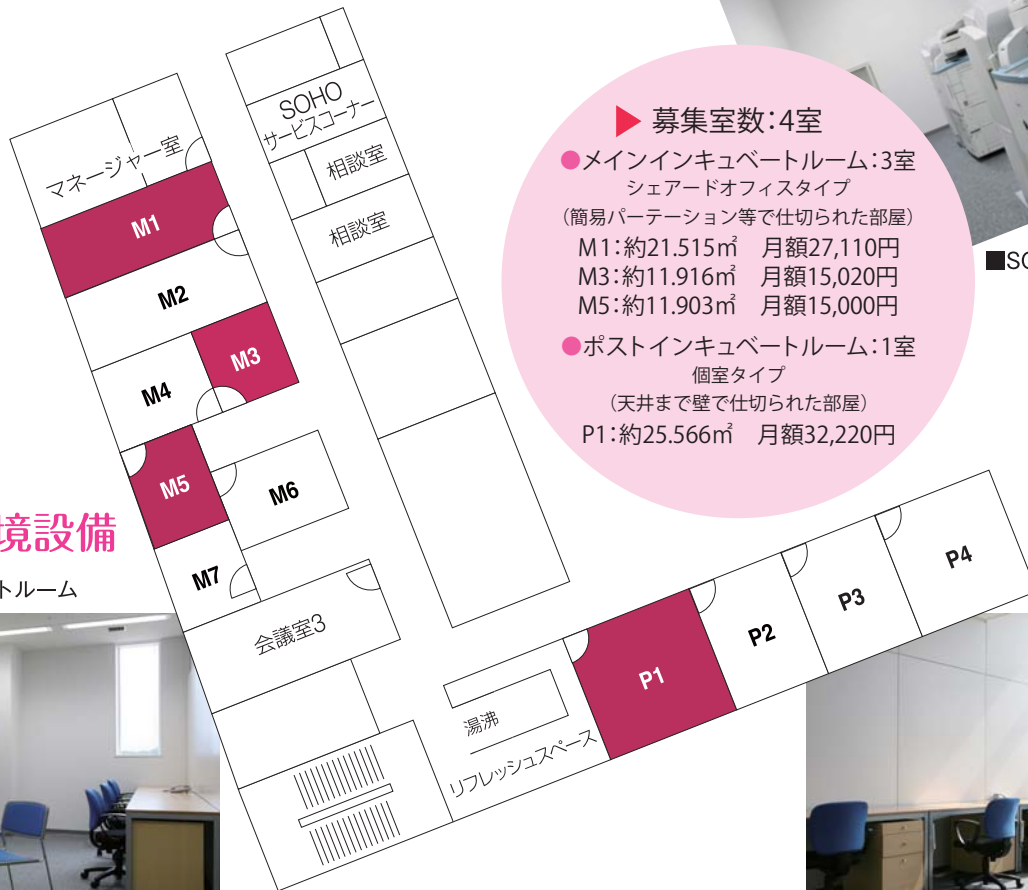 SOHO
サービスコーナー
相談室
相談室
マネージャー室
M1
M2
M3
M4
M5
M6
M7
会議室3
湯沸
リフレッシュスペース
P1
P2
P3
P4
▶ 募集室数:4室
●メインインキュベートルーム:3室
シェアードオフィスタイプ
(簡易パーテーション等で仕切られた部屋)
M1:約21.515㎡ 月額27,110円
M3:約11.916㎡ 月額15,020円
M5:約11.903㎡ 月額15,000円
●ポストインキュベートルーム:1室
個室タイプ
(天井まで壁で仕切られた部屋)
P1:約25.566㎡ 月額32,220円
■SO
境設備
トルーム